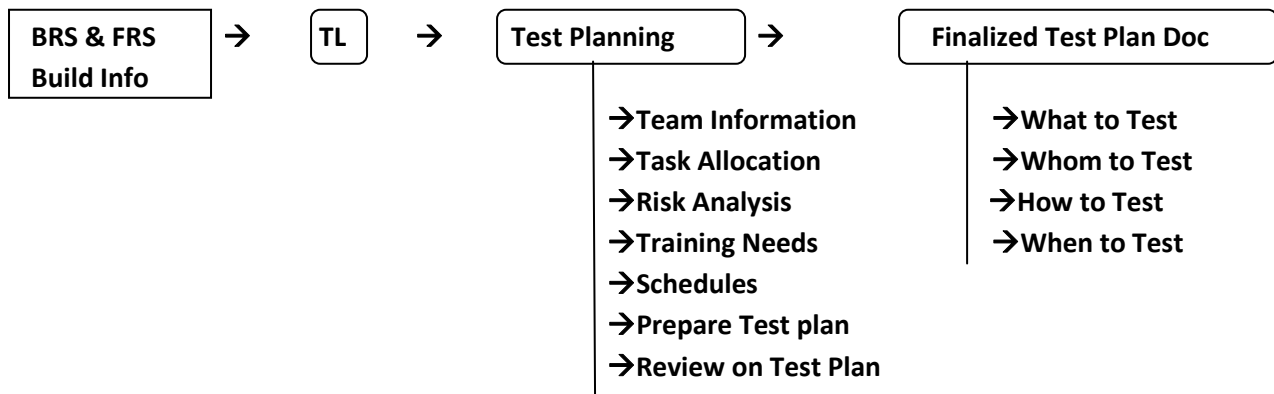 BRS & FRS → TL → Test Planning → Finalized Test Plan Doc
Build Info
→Team Information →What to Test
→Task Allocation →Whom to Test
→Risk Analysis →How to Test
→Training Needs →When to Test
→Schedules
→Prepare Test plan
→Review on Test Plan